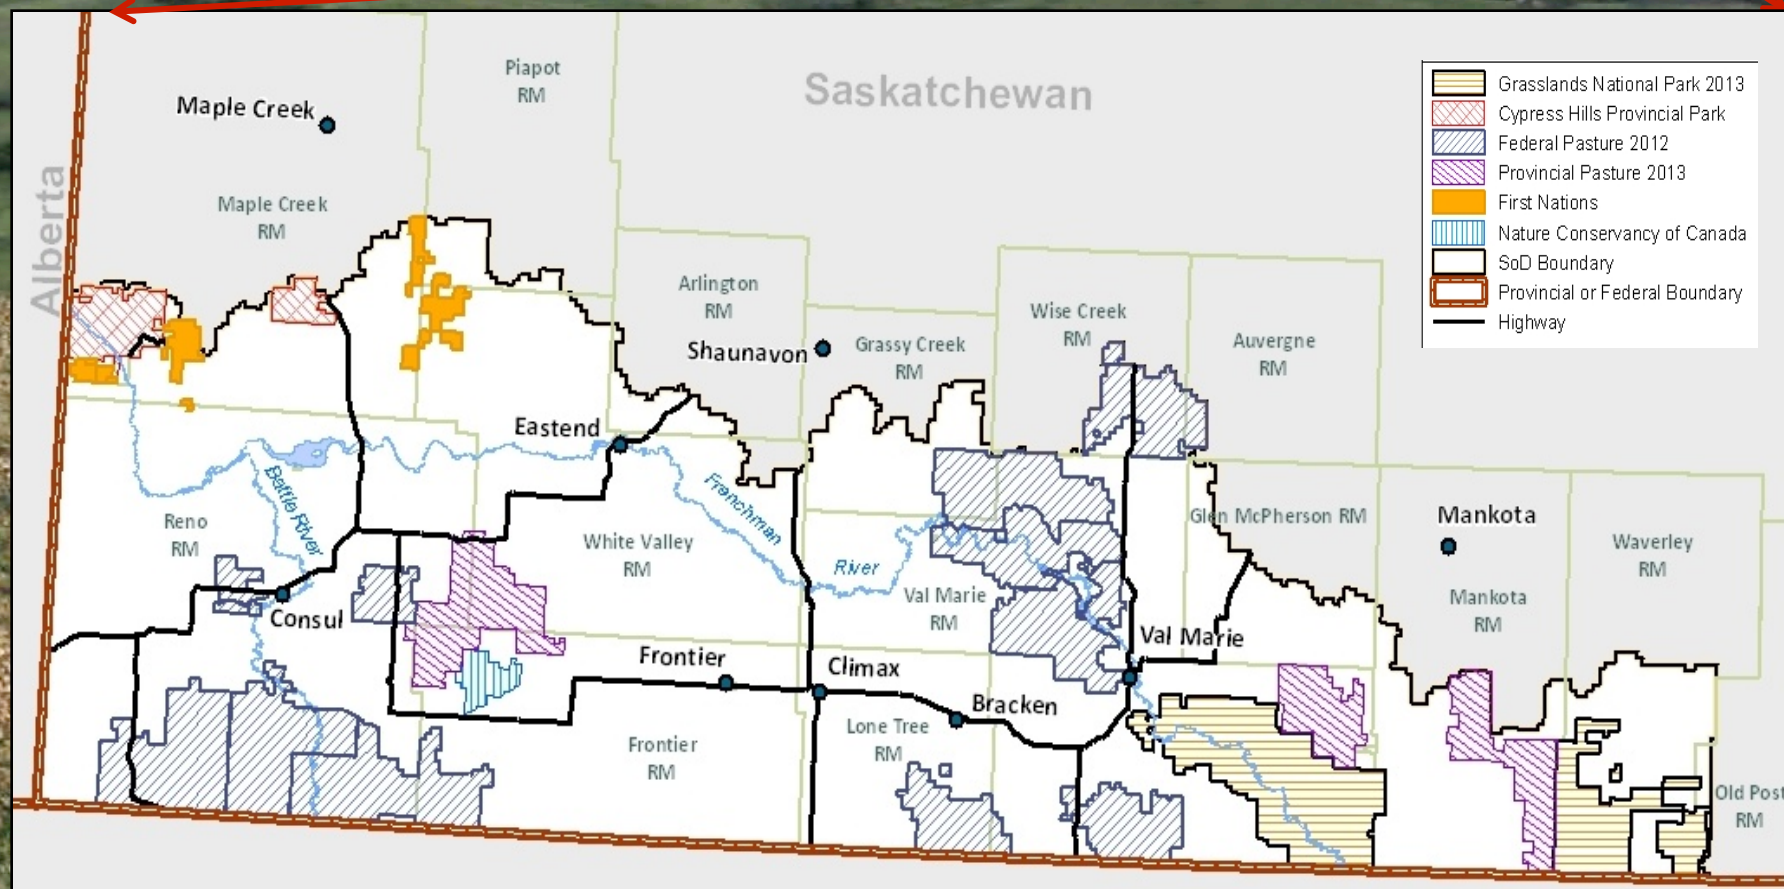 Saskatchewan
Alberta
Piapot
RM
Maple Creek
Maple Creek
RM
Arlington
RM
Shaunavon
Grassy Creek
RM
Wise Creek
RM
Auvergne
RM
Eastend
Battle River
Frenchman
River
Reno
RM
White Valley
RM
Glen McPherson RM
Mankota
Waverley
RM
Mankota
RM
Consul
Val Marie
RM
Val Marie
Frontier
Climax
Bracken
Frontier
RM
Lone Tree
RM
Old Post
RM
Grasslands National Park 2013
Cypress Hills Provincial Park
Federal Pasture 2012
Provincial Pasture 2013
First Nations
Nature Conservancy of Canada
SoD Boundary
Provincial or Federal Boundary
Highway